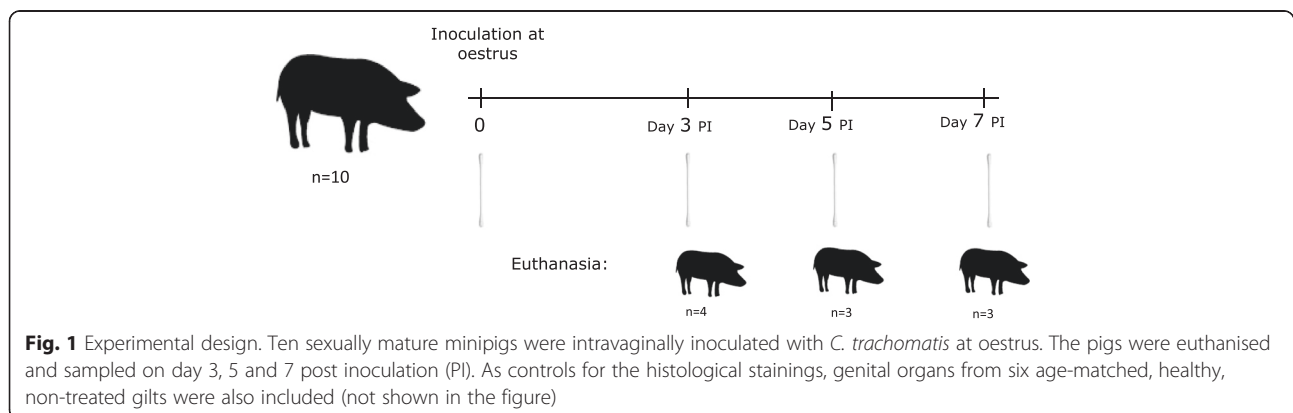 Inoculation at
oestrus
0
Day 3 PI
Day 5 PI
Day 7 PI
n=10
Euthanasia:
n=4
n=3
n=3
Fig. 1 Experimental design. Ten sexually mature minipigs were intravaginally inoculated with C. trachomatis at oestrus. The pigs were euthanised
and sampled on day 3, 5 and 7 post inoculation (PI). As controls for the histological stainings, genital organs from six age-matched, healthy,
non-treated gilts were also included (not shown in the figure)